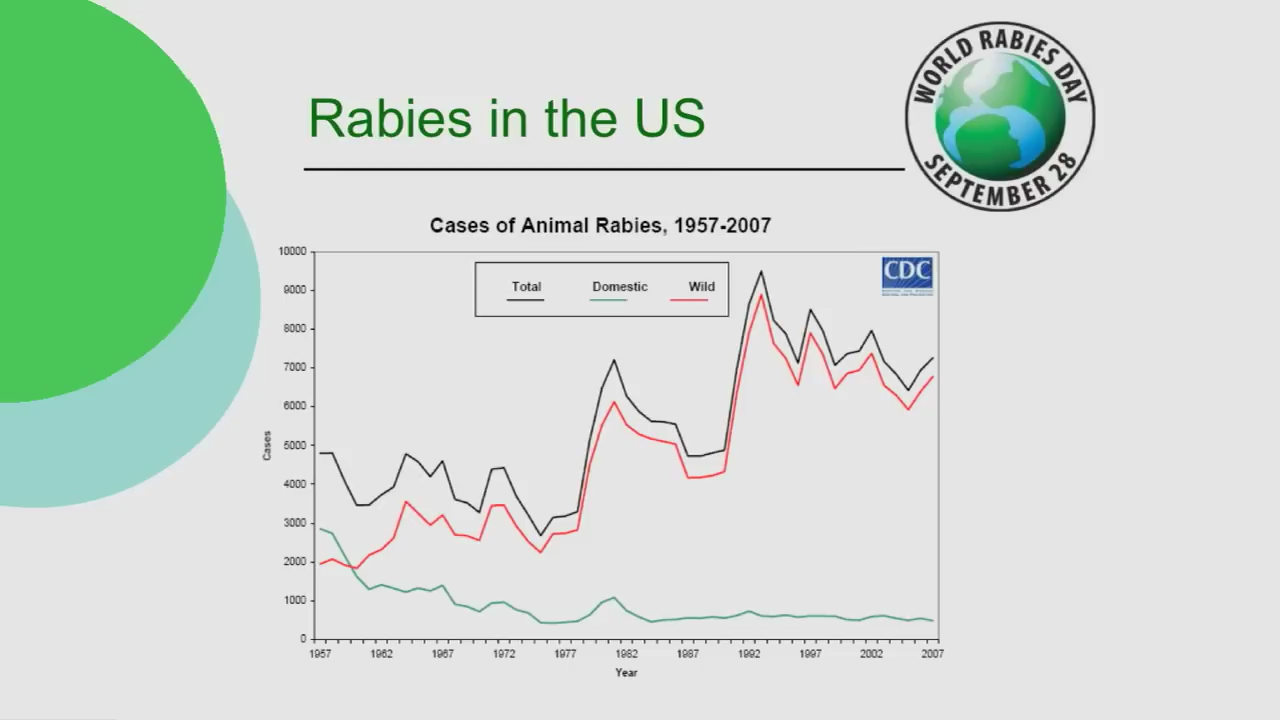 WORLD RABIES DAY
SEPTEMBER 28
Rabies in the US
Cases of Animal Rabies, 1957-2007
CDC
Total Domestic Wild
10000
9000
8000
7000
6000
5000
4000
3000
2000
1000
0
Cases
1957 1962 1967 1972 1977 1982 1987 1992 1997 2002 2007
Year